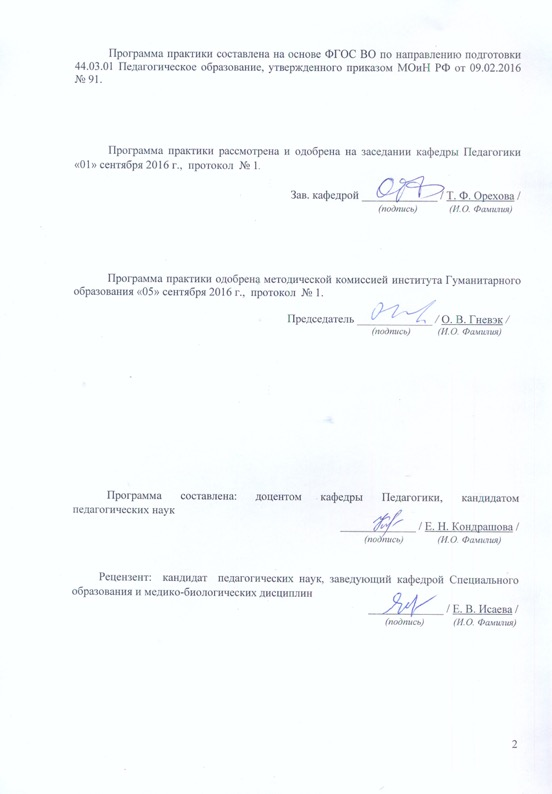 Программа практики составлена на основе ФГОС ВО по направлению подготовки
44.03.01 Педагогическое образование, утвержденного приказом МОиН РФ от 09.02.2016
№ 91.
Программа практики рассмотрена и одобрена на заседании кафедры Педагогики
«01» сентября 2016 г., протокол № 1.
Зав. кафедрой ______________ / Т. Ф. Орехова /
(подпись) (И.О. Фамилия)
Программа практики одобрена методической комиссией института Гуманитарного
образования «05» сентября 2016 г., протокол № 1.
Председатель ______________ / О. В. Гневэк /
(подпись) (И.О. Фамилия)
Программа составлена: доцентом кафедры Педагогики, кандидатом
педагогических наук
______________ / Е. Н. Кондрашова /
(подпись) (И.О. Фамилия)
Рецензент: кандидат педагогических наук, заведующий кафедрой Специального
образования и медико-биологических дисциплин
______________ / Е. В. Исаева /
(подпись) (И.О. Фамилия)
2